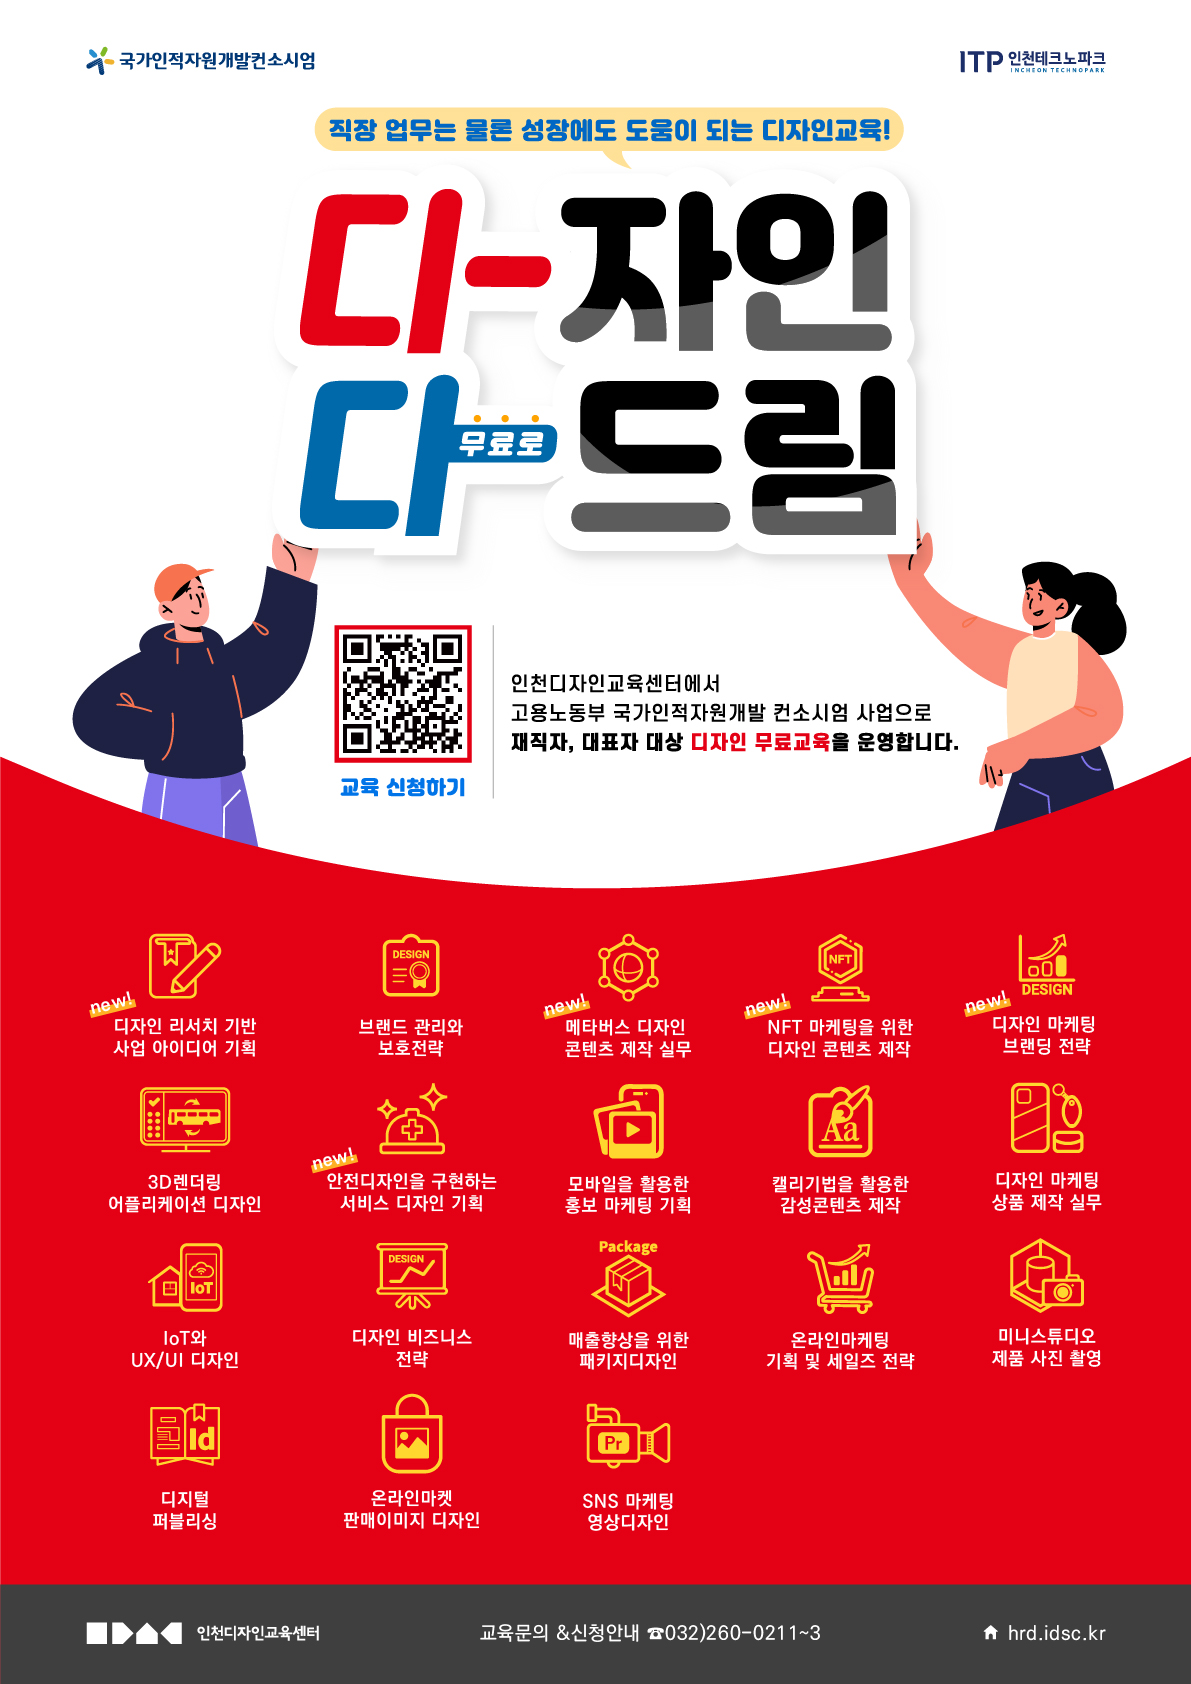 국가인적자원개발컨소시엄
ITP 인천테크노파크
INCHEON TECHNOPARK
직장 업무는 물론 성장에도 도움이 되는 디자인교육!
디자인
다드림
무료로
인천디자인교육센터에서
고용노동부 국가인적자원개발 컨소시엄 사업으로
재직자, 대표자 대상 디자인 무료교육을 운영합니다.
교육 신청하기
new!
디자인 리서치 기반
사업 아이디어 기획
DESIGN
브랜드 관리와
보호전략
new!
메타버스 디자인
콘텐츠 제작 실무
NFT
new!
NFT 마케팅을 위한
디자인 콘텐츠 제작
DESIGN
new!
디자인 마케팅
브랜딩 전략
3D렌더링
어플리케이션 디자인
new!
안전디자인을 구현하는
서비스 디자인 기획
모바일을 활용한
홍보 마케팅 기획
Aa
캘리기법을 활용한
감성콘텐츠 제작
디자인 마케팅
상품 제작 실무
IoT
IoT와
UX/UI 디자인
DESIGN
디자인 비즈니스
전략
Package
매출향상을 위한
패키지디자인
온라인마케팅
기획 및 세일즈 전략
미니스튜디오
제품 사진 촬영
Id
디지털
퍼블리싱
온라인마켓
판매이미지 디자인
Pr
SNS 마케팅
영상디자인
인천디자인교육센터
교육문의 &신청안내 ☎032)260-0211~3
hrd.idsc.kr